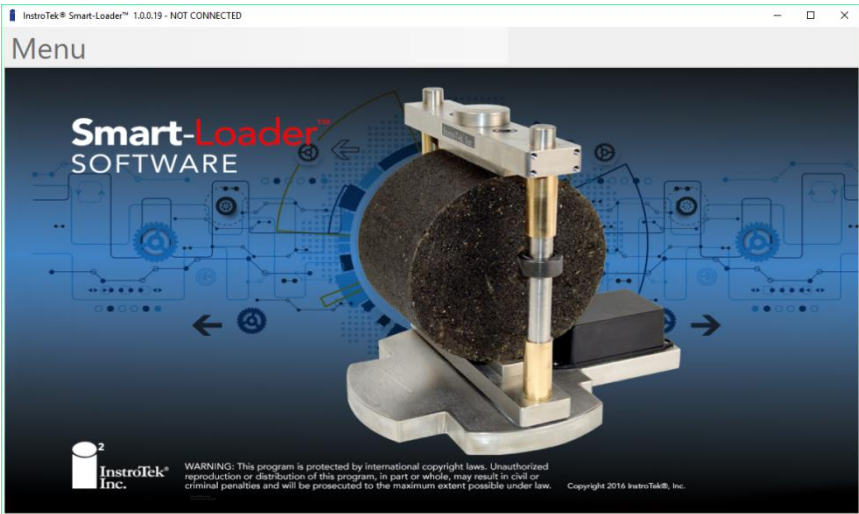 InstroTek® Smart-Loader™ 1.0.0.19 - NOT CONNECTED
Menu
Smart-Loader™
SOFTWARE
InstroTek Inc.
2
InstroTek®
Inc.
WARNING: This program is protected by international copyright laws. Unauthorized
reproduction or distribution of this program, in part or whole, may result in civil or
criminal penalties and will be prosecuted to the maximum extent possible under law.
Copyright 2016 InstroTek®, Inc.